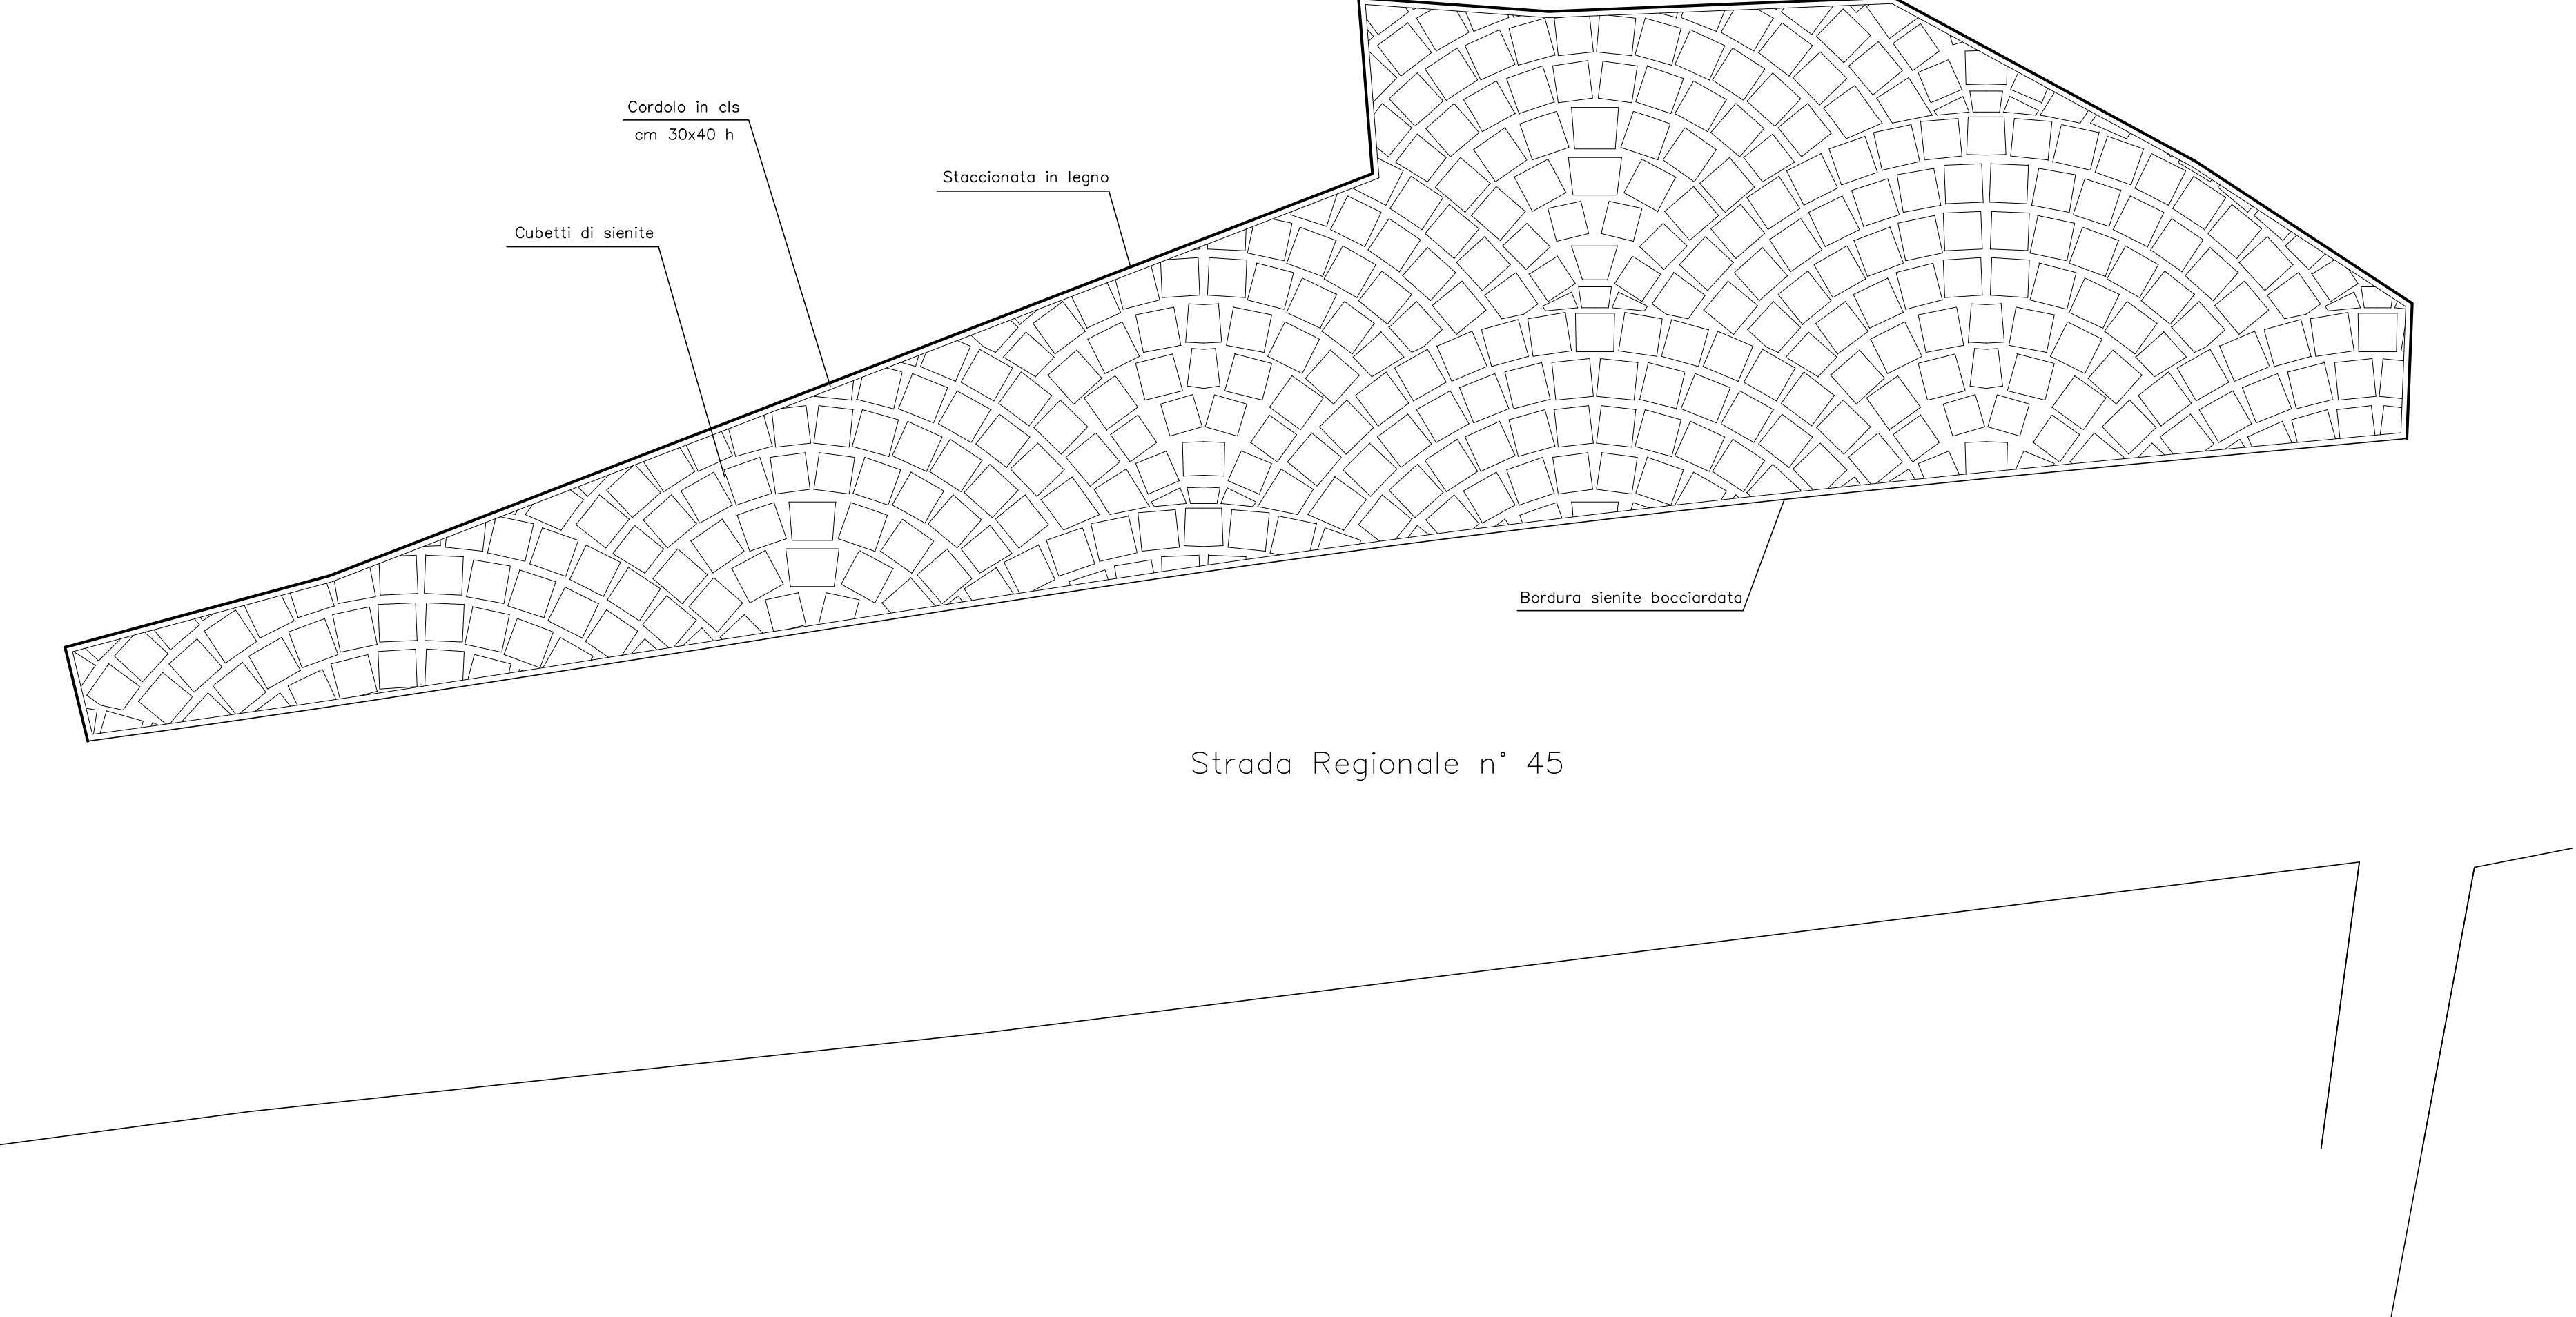 Cordolo in cls
cm 30x40 h
Staccionata in legno
Cubetti di sienite
Bordura sienite bocciardata
Strada Regionale n° 45